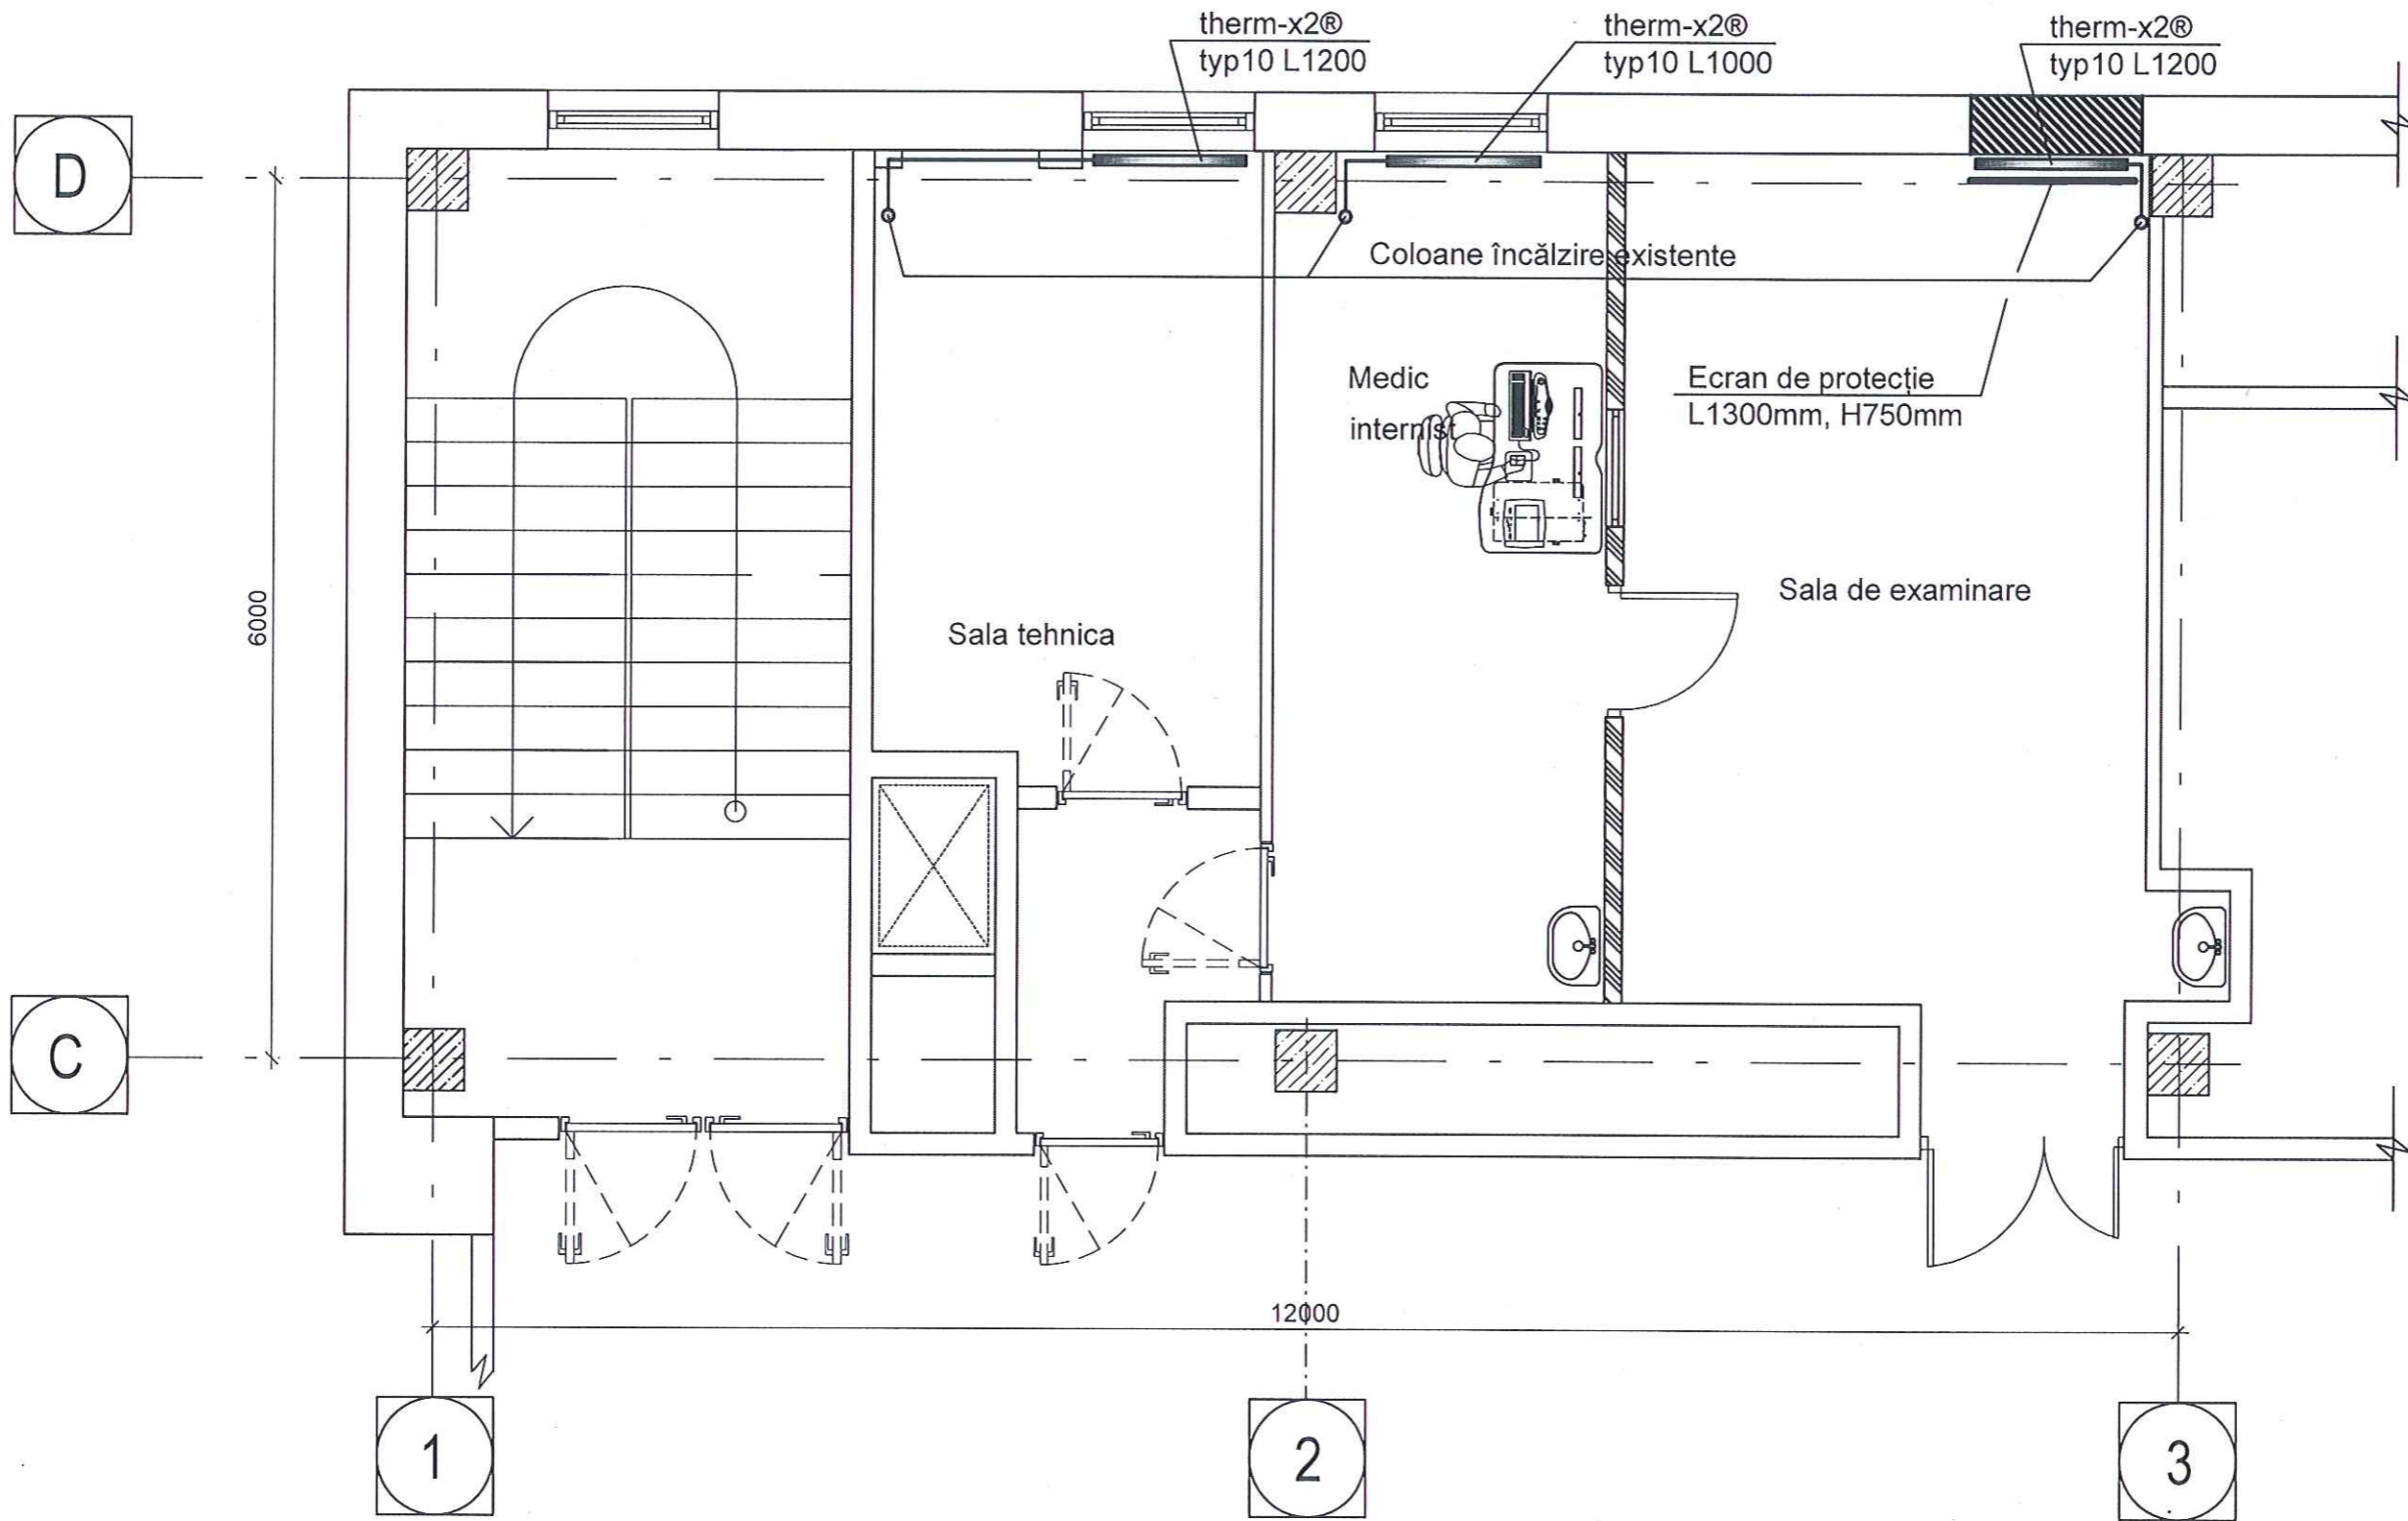 therm-x2®
typ10 L1200
therm-x2®
typ10 L1000
therm-x2®
typ10 L1200
D
Coloane încălzire existente
Medic
internist
Ecran de protecție
L1300mm, H750mm
6000
Sala de examinare
Sala tehnica
C
12000
1
2
3